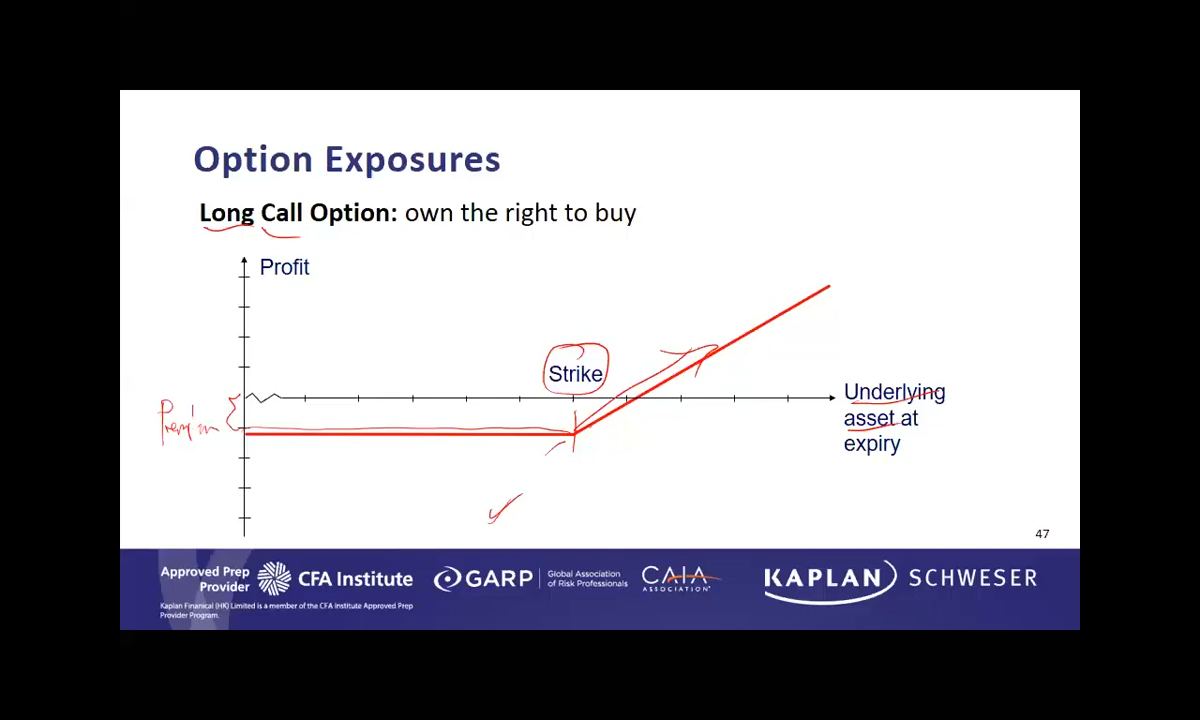 Option Exposures
Long Call Option: own the right to buy
Profit
Strike
Underlying
asset at
expiry
47
Approved Prep
Provider
CFA Institute
GARP
Global Association
of Risk Professionals
CAIA
ASSOCIATION
KAPLAN SCHWESER
Kaplan Finanical (HK) Limited is a member of the CFA Institute Approved Prep
Provider Program.